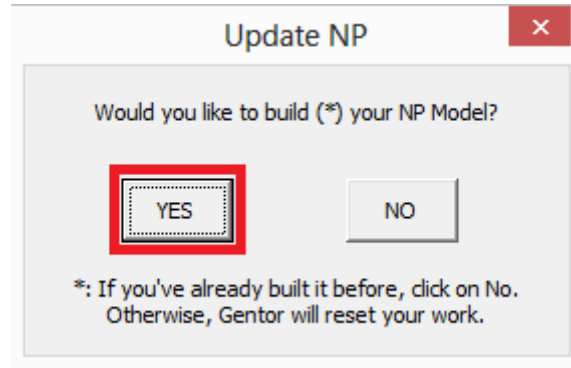 Update NP
Would you like to build (*) your NP Model?
YES NO
*: If you've already built it before, click on No.
Otherwise, Gentor will reset your work.